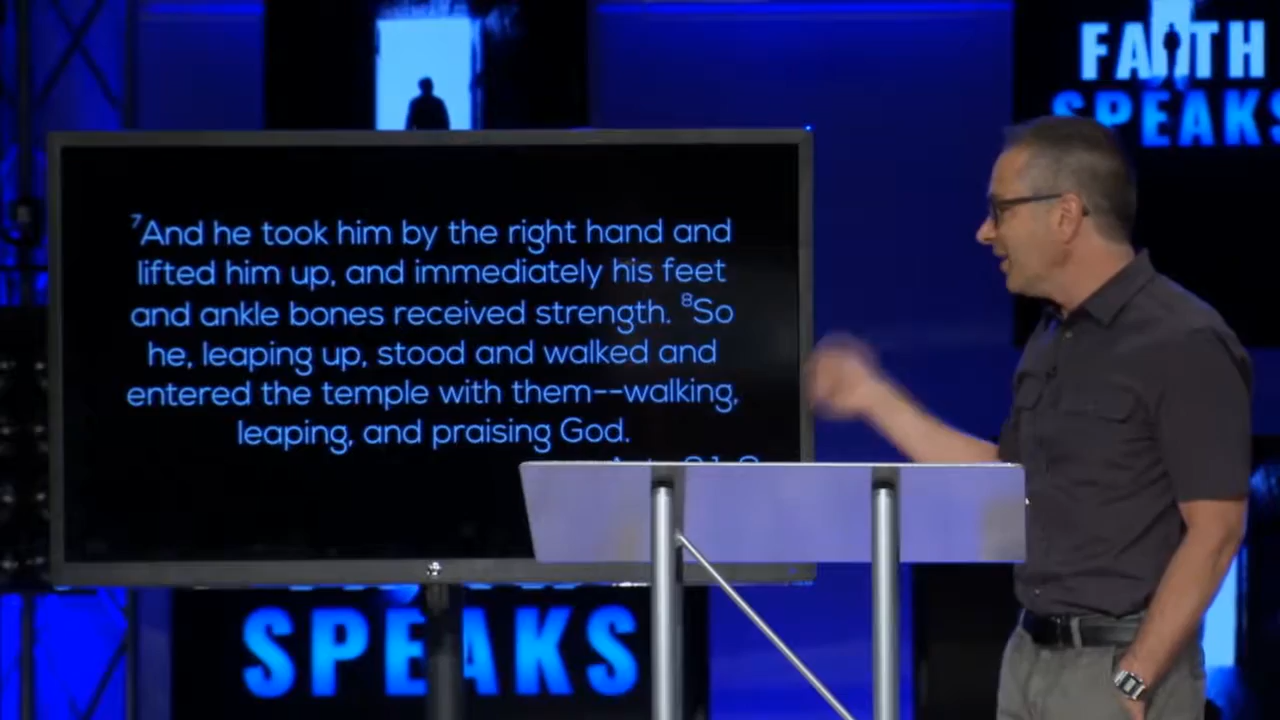 FAITH
SPEAKS
⁷And he took him by the right hand and
lifted him up, and immediately his feet
and ankle bones received strength. ⁸So
he, leaping up, stood and walked and
entered the temple with them--walking,
leaping, and praising God.
SPEAKS